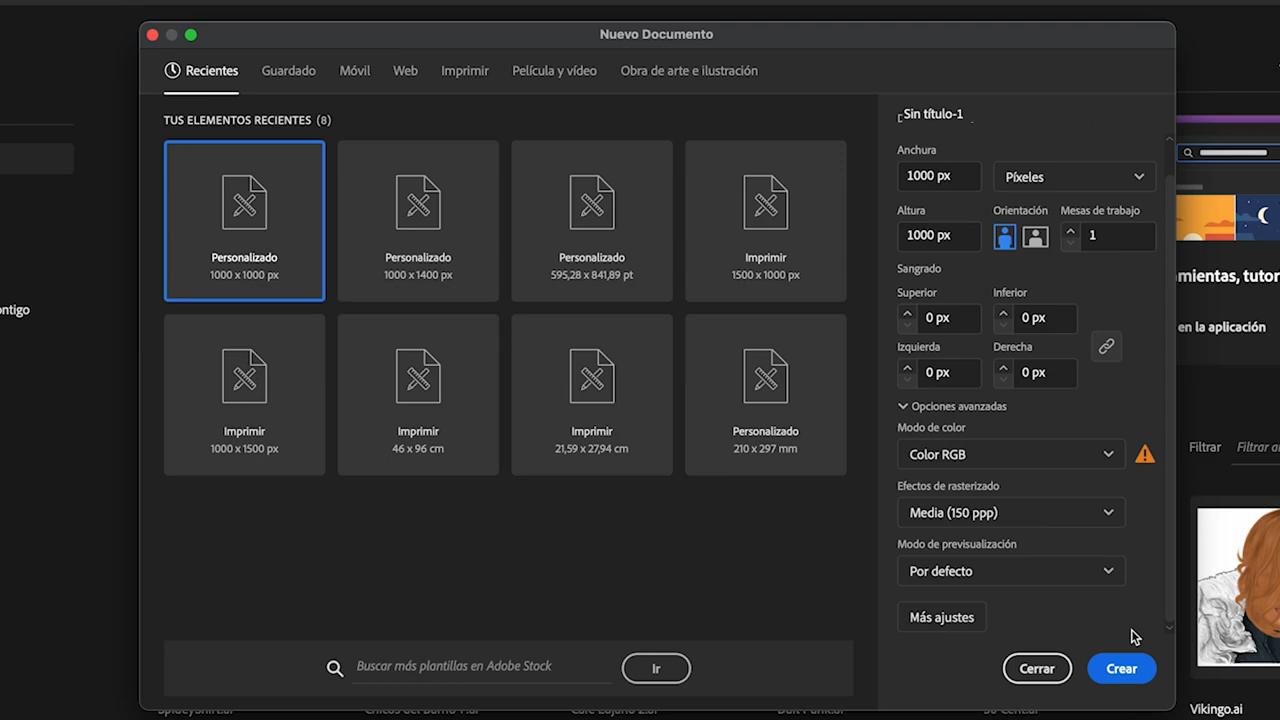 Nuevo Documento
Recientes
Guardado
Móvil
Web
Imprimir
Película y vídeo
Obra de arte e ilustración
TUS ELEMENTOS RECIENTES (8)
Personalizado
1000 x 1000 px
Personalizado
1000 x 1400 px
Personalizado
595,28 x 841,89 pt
Imprimir
1500 x 1000 px
Imprimir
1000 x 1500 px
Imprimir
46 x 96 cm
Imprimir
21,59 x 27,94 cm
Personalizado
210 x 297 mm
Buscar más plantillas en Adobe Stock
Ir
Sin título-1
Anchura
1000 px
Píxeles
Altura
Orientación
Mesas de trabajo
1000 px
1
Sangrado
Superior
Inferior
0 px
0 px
Izquierda
Derecha
0 px
0 px
Opciones avanzadas
Modo de color
Color RGB
Efectos de rasterizado
Media (150 ppp)
Modo de previsualización
Por defecto
Más ajustes
Cerrar
Crear
ontigo
mientas, tutor
en la aplicación
Filtrar
Filtrar ar
Vikingo.ai